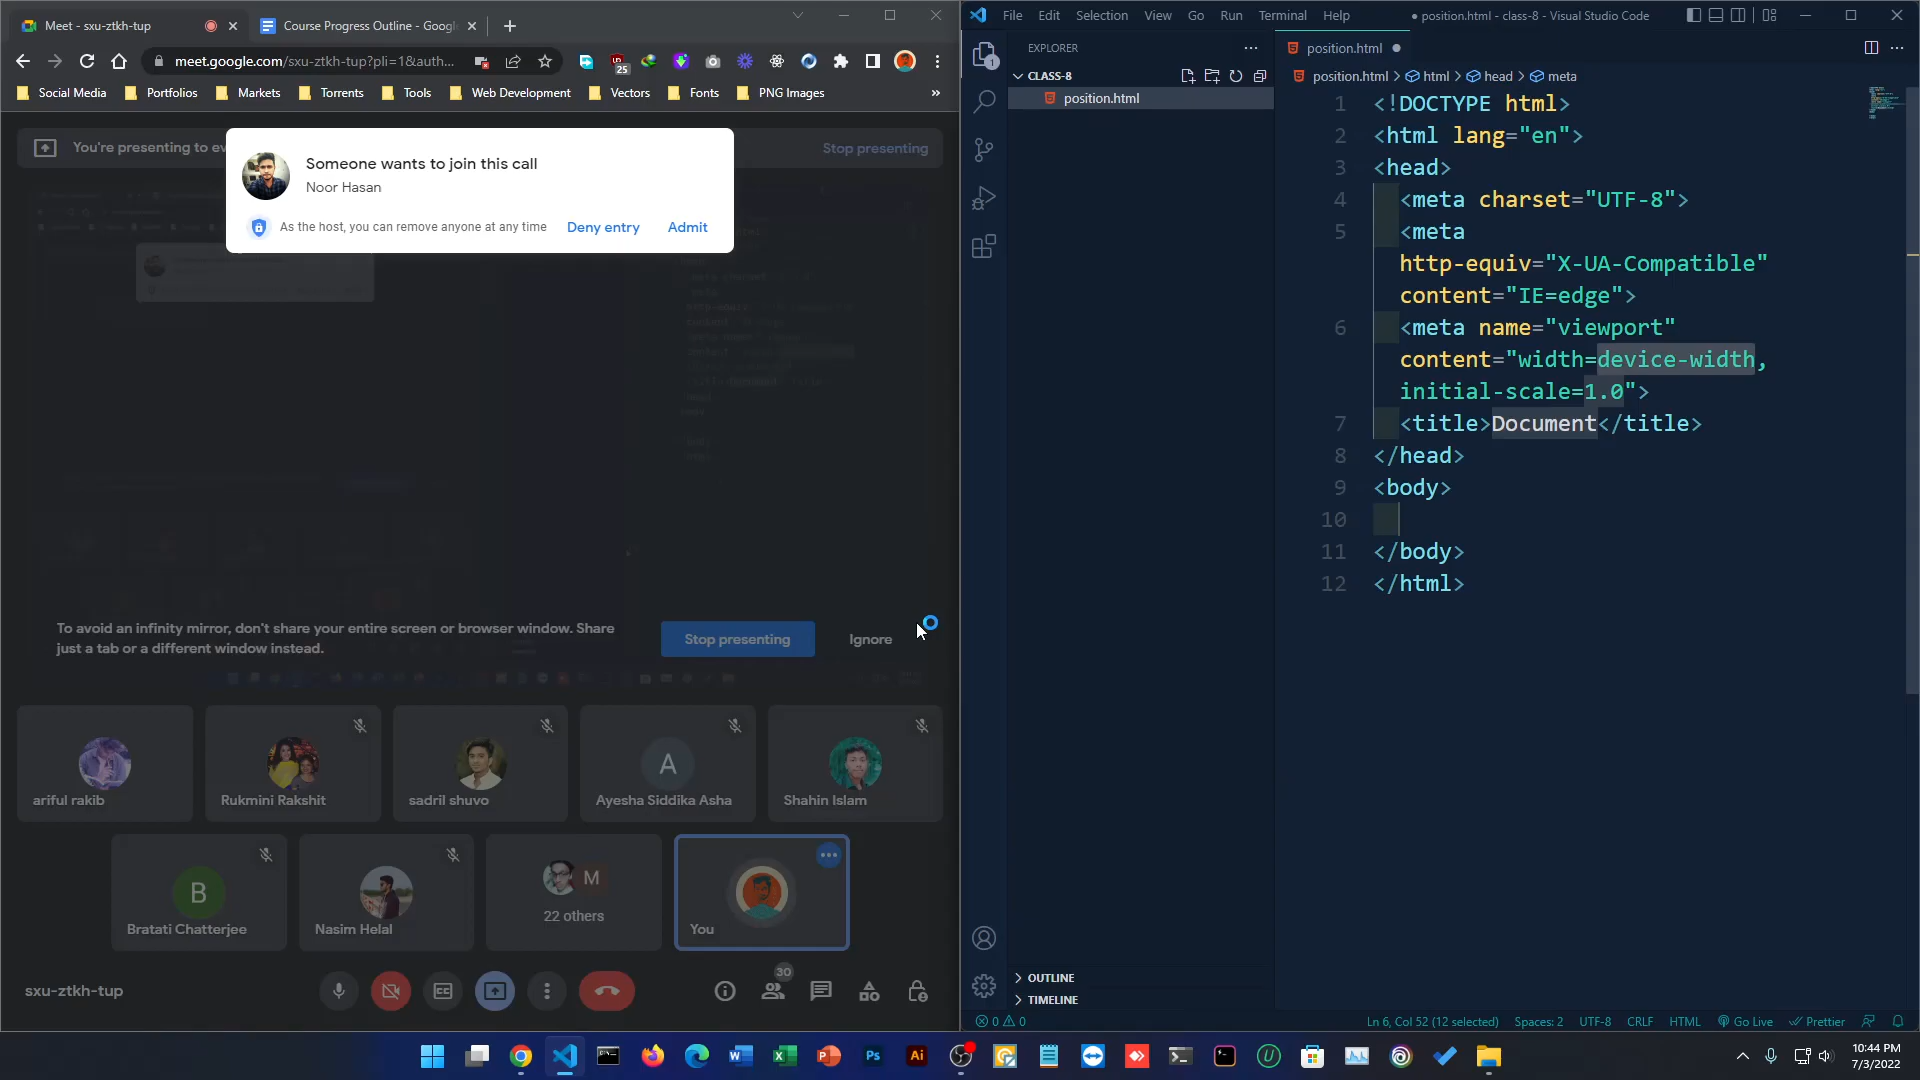 Meet - sxu-ztkh-tup
Course Progress Outline - Google
meet.google.com/sxu-ztkh-tup?pli=1&auth...
25
Social Media
Portfolios
Markets
Torrents
Tools
Web Development
Vectors
Fonts
PNG Images
»
You're presenting to ev
Stop presenting
Someone wants to join this call
Noor Hasan
As the host, you can remove anyone at any time
Deny entry
Admit
To avoid an infinity mirror, don't share your entire screen or browser window. Share
just a tab or a different window instead.
Stop presenting
Ignore
ariful rakib
Rukmini Rakshit
sadril shuvo
A
Ayesha Siddika Asha
Shahin Islam
B
Bratati Chatterjee
Nasim Helal
M
22 others
You
sxu-ztkh-tup
30
File Edit Selection View Go Run Terminal Help
● position.html - class-8 - Visual Studio Code
EXPLORER
position.html ●
1
CLASS-8
position.html
position.html > html > head > meta
1 <!DOCTYPE html>
2 <html lang="en">
3 <head>
4 <meta charset="UTF-8">
5 <meta
http-equiv="X-UA-Compatible"
content="IE=edge">
6 <meta name="viewport"
content="width=device-width,
initial-scale=1.0">
7 <title>Document</title>
8 </head>
9 <body>
10
11 </body>
12 </html>
OUTLINE
TIMELINE
0 0
Ln 6, Col 52 (12 selected)
Spaces: 2
UTF-8
CRLF
HTML
Go Live
Prettier
Ps
Ai
10:44 PM
7/3/2022